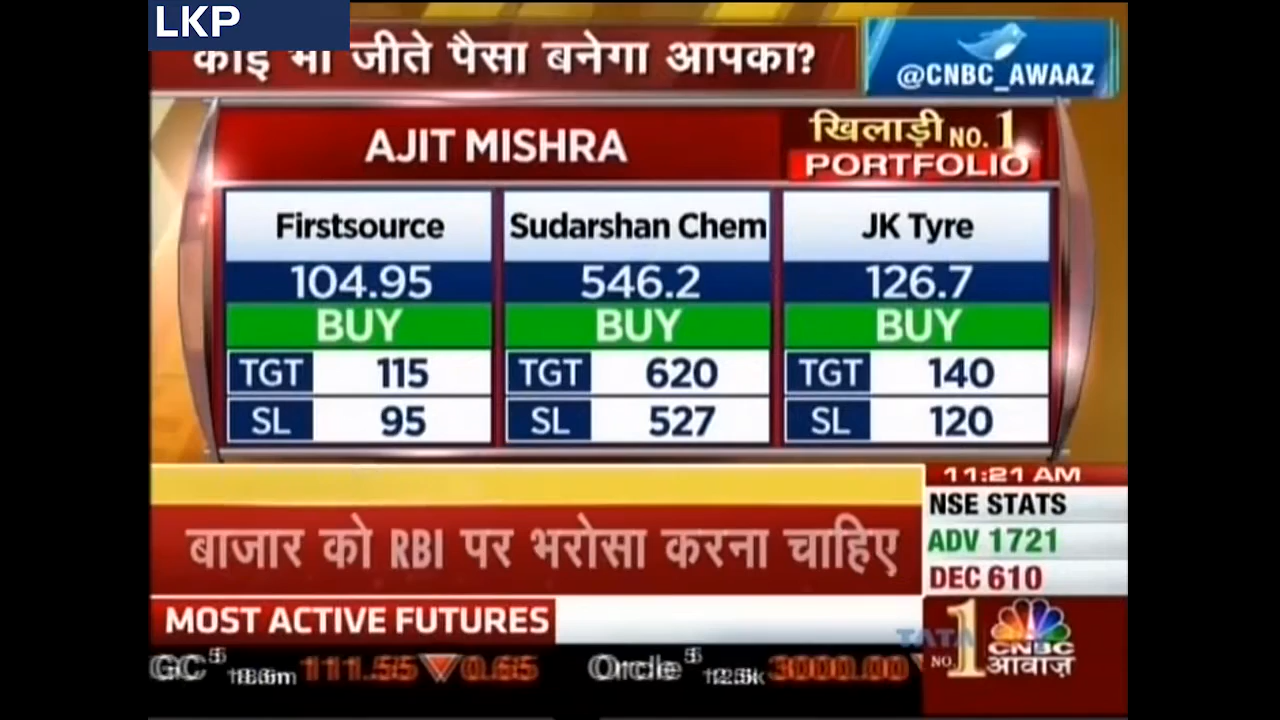 LKP
कोई भी जीते पैसा बनेगा आपका?
@CNBC_AWAAZ
AJIT MISHRA
खिलाड़ी NO. 1
PORTFOLIO
Firstsource Sudarshan Chem JK Tyre
104.95 546.2 126.7
BUY BUY BUY
TGT 115 TGT 620 TGT 140
SL 95 SL 527 SL 120
11:21 AM
NSE STATS
ADV 1721
DEC 610
बाजार को RBI पर भरोसा करना चाहिए
MOST ACTIVE FUTURES
GC 111.55 ▼ 0.65 3000.00
TATA
NO. 1
CNBC
आवाज़